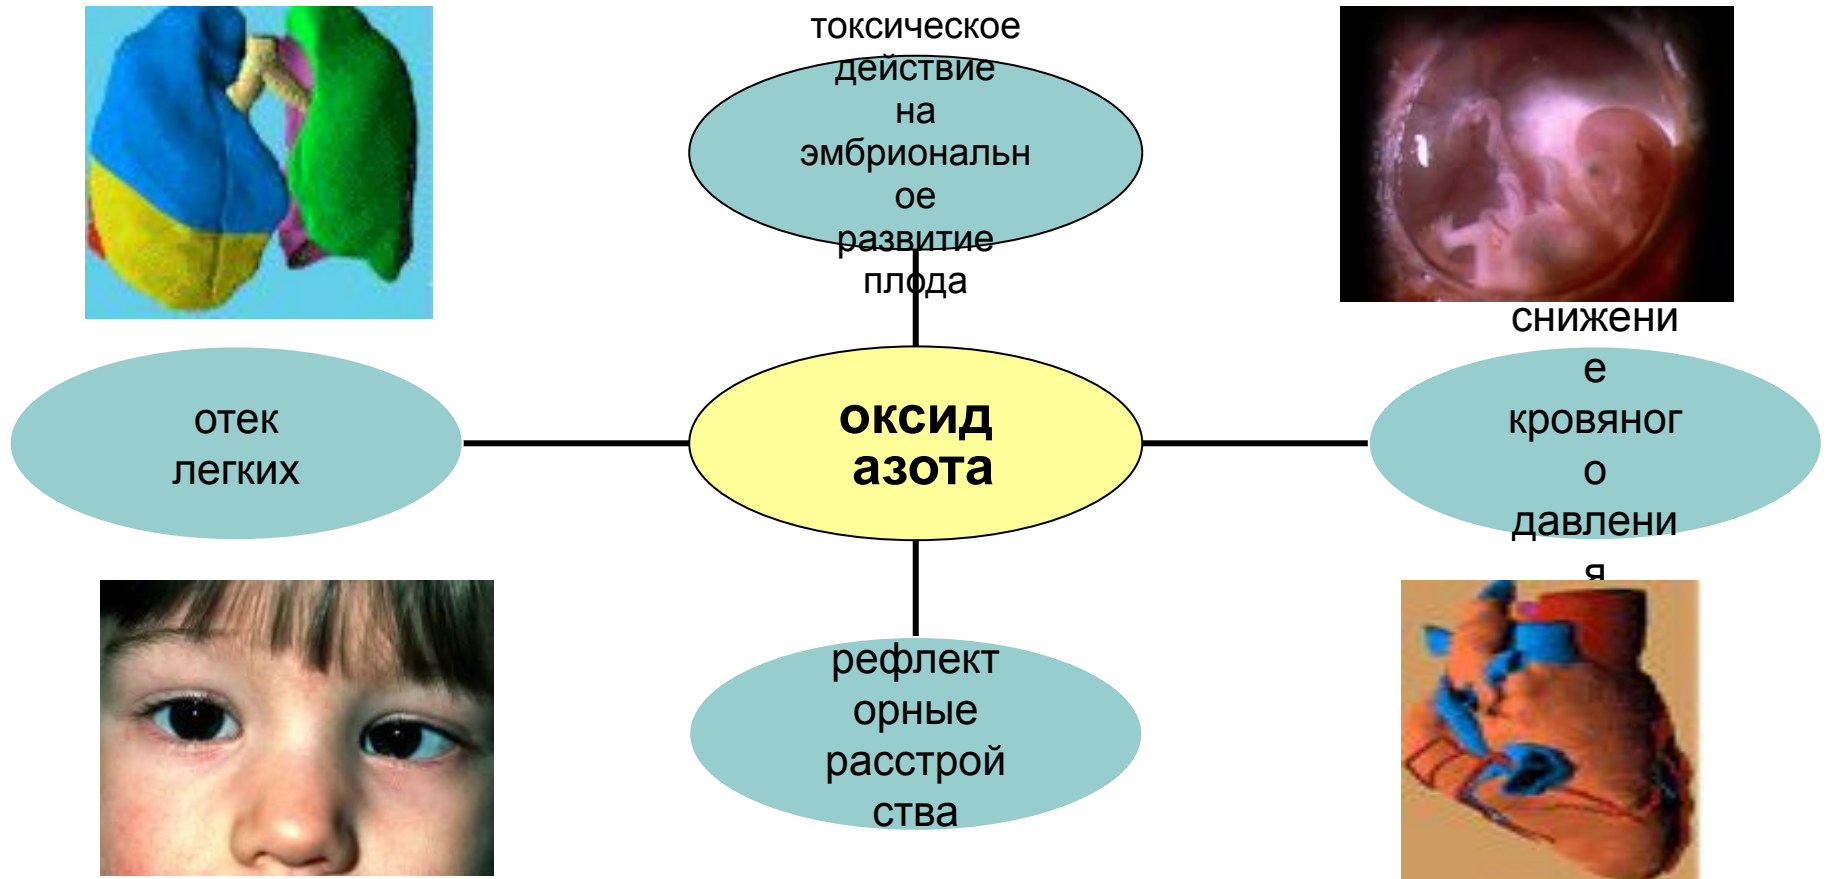 токсическое
действие
на
эмбриональн
ое
развитие
плода
отек
легких
оксид
азота
снижени
е
кровяног
о
давлени
я
рефлект
орные
расстрой
ства